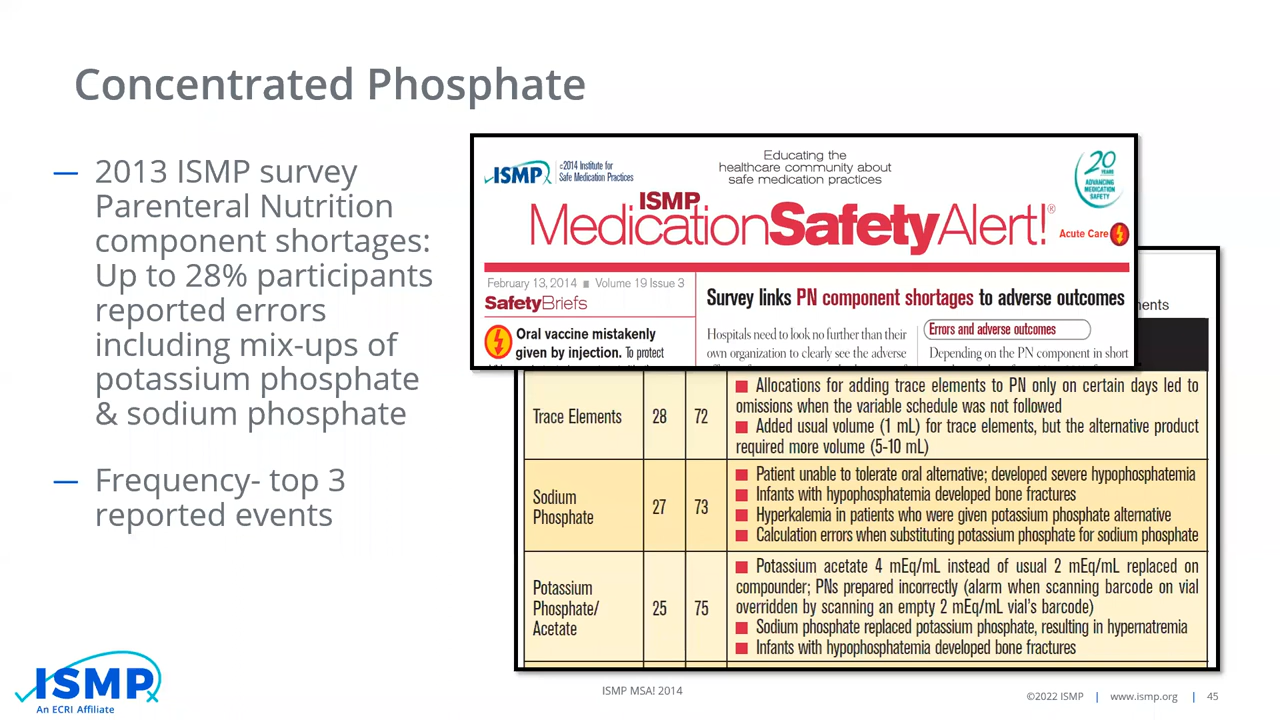 Concentrated Phosphate
— 2013 ISMP survey
Parenteral Nutrition
component shortages:
Up to 28% participants
reported errors
including mix-ups of
potassium phosphate
& sodium phosphate
— Frequency- top 3
reported events
ISMP
©2014 Institute for
Safe Medication Practices
Educating the
healthcare community about
safe medication practices
20
YEARS
ADVANCING
MEDICATION
SAFETY
ISMP
MedicationSafetyAlert!®
Acute Care
February 13, 2014 ■ Volume 19 Issue 3
SafetyBriefs
Oral vaccine mistakenly
given by injection. To protect
Survey links PN component shortages to adverse outcomes
Hospitals need to look no further than their
own organization to clearly see the adverse
Errors and adverse outcomes
Depending on the PN component in short
Trace Elements
28
72
■ Allocations for adding trace elements to PN only on certain days led to
omissions when the variable schedule was not followed
■ Added usual volume (1 mL) for trace elements, but the alternative product
required more volume (5-10 mL)
Sodium
Phosphate
27
73
■ Patient unable to tolerate oral alternative; developed severe hypophosphatemia
■ Infants with hypophosphatemia developed bone fractures
■ Hyperkalemia in patients who were given potassium phosphate alternative
■ Calculation errors when substituting potassium phosphate for sodium phosphate
Potassium
Phosphate/
Acetate
25
75
■ Potassium acetate 4 mEq/mL instead of usual 2 mEq/mL replaced on
compounder; PNs prepared incorrectly (alarm when scanning barcode on vial
overridden by scanning an empty 2 mEq/mL vial's barcode)
■ Sodium phosphate replaced potassium phosphate, resulting in hypernatremia
■ Infants with hypophosphatemia developed bone fractures
ISMP
An ECRI Affiliate
ISMP MSA! 2014
©2022 ISMP | www.ismp.org | 45